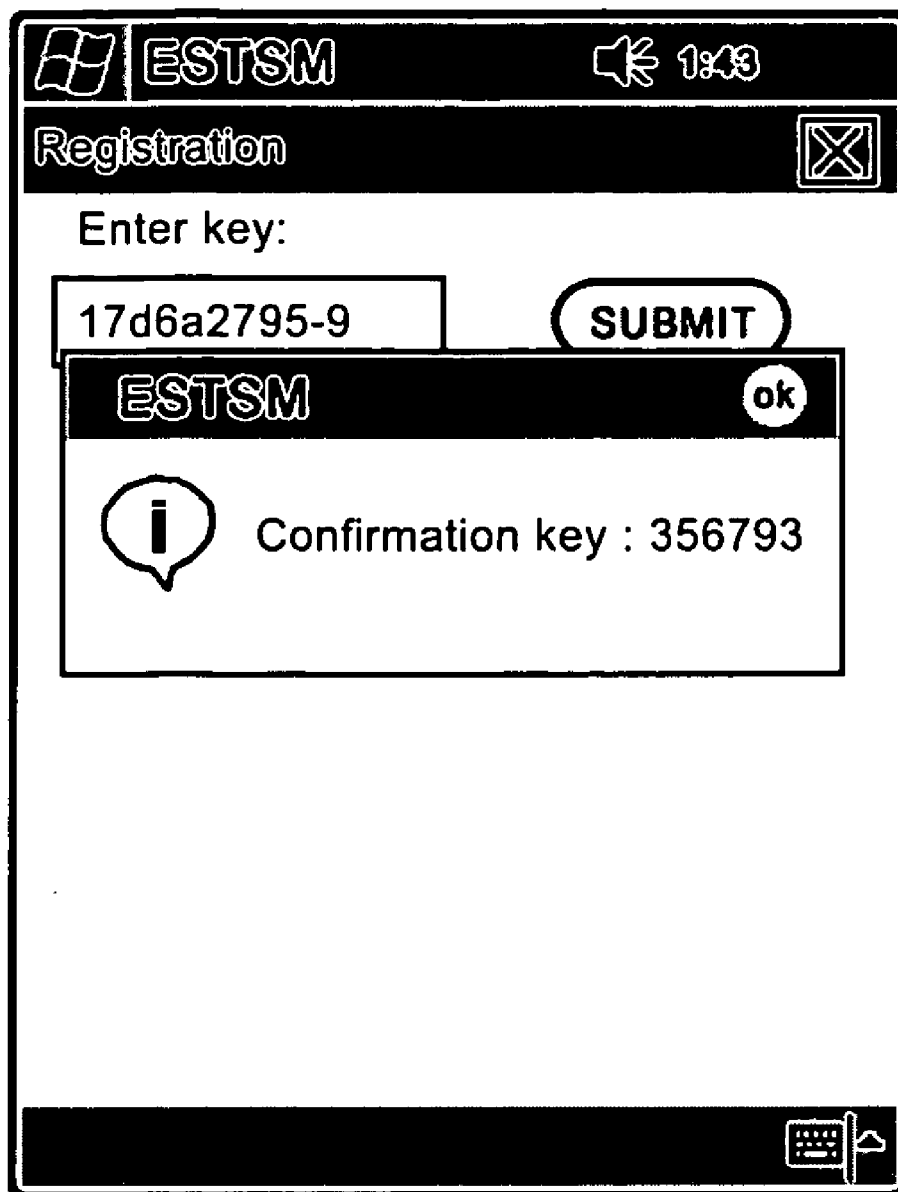 ESTSM 1:43
Registration
Enter key:
17d6a2795-9 SUBMIT
ESTSM ok
i Confirmation key : 356793